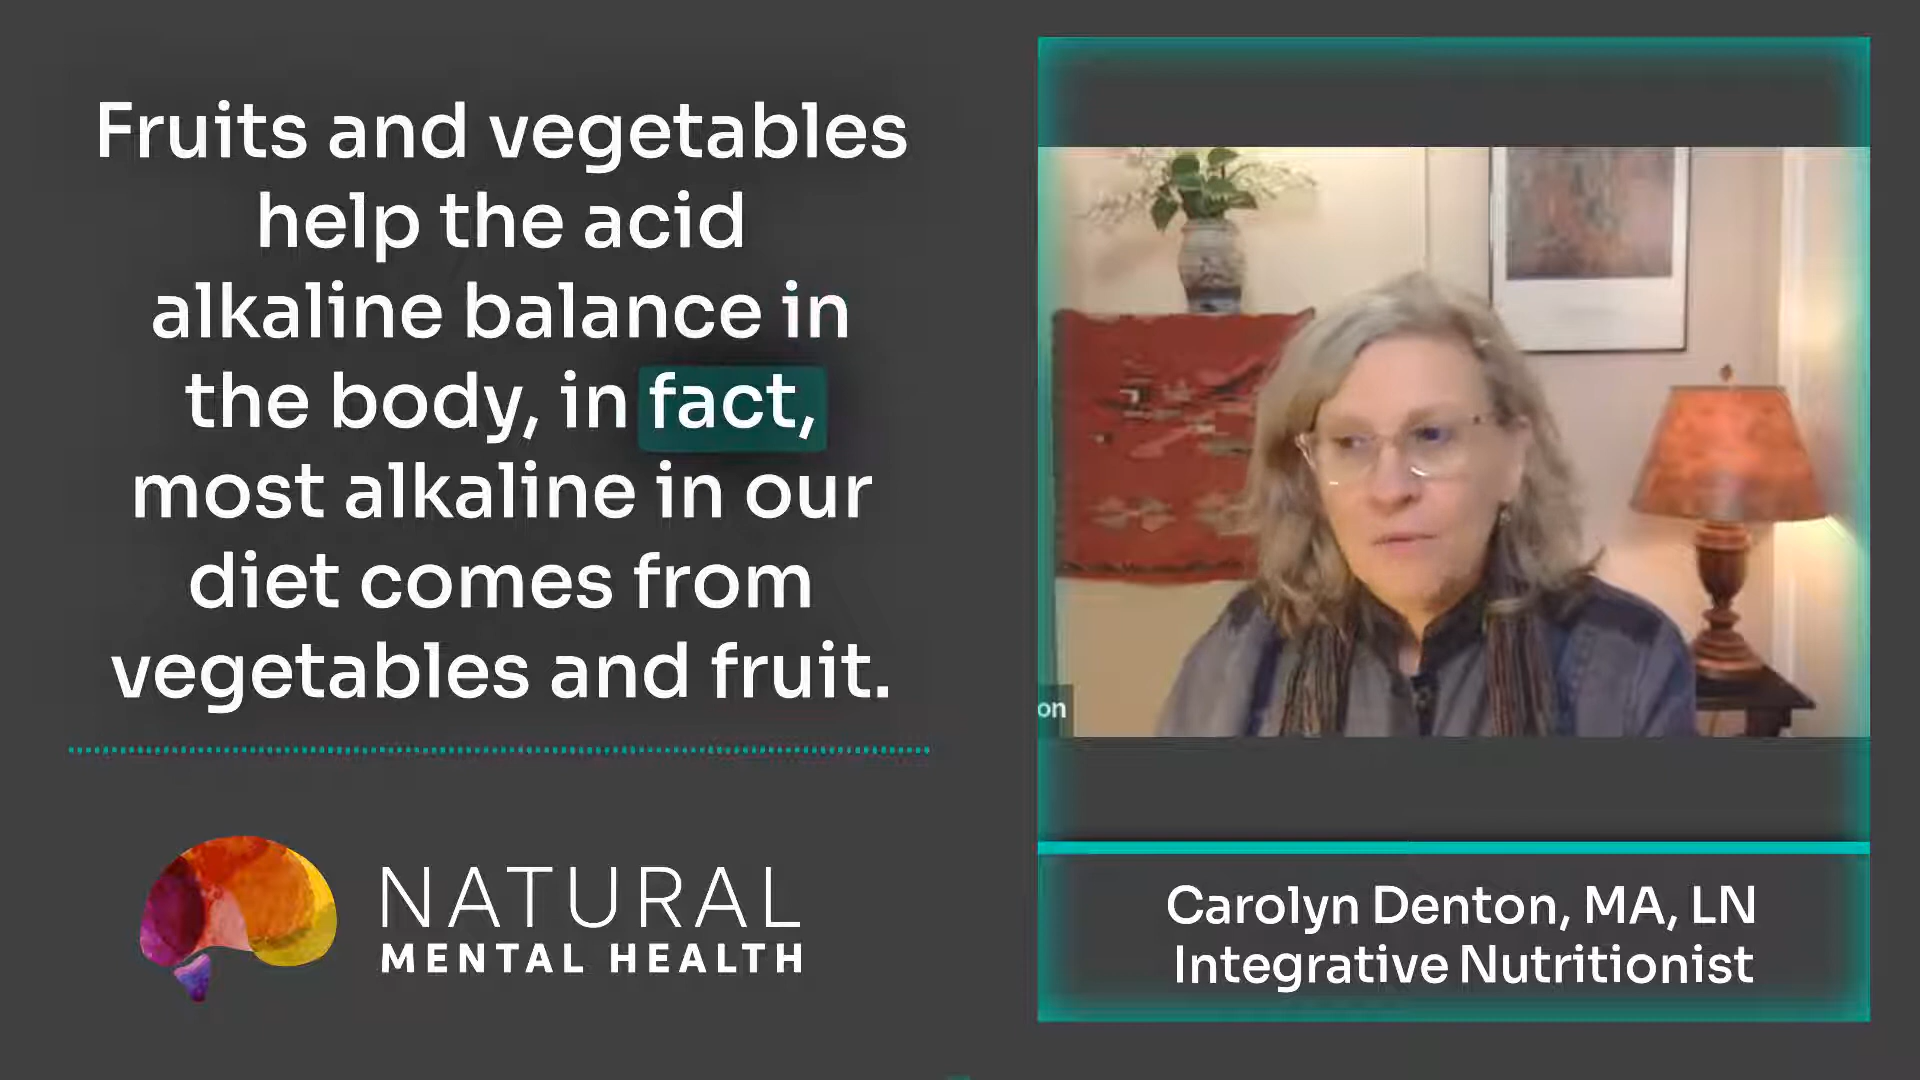 Fruits and vegetables
help the acid
alkaline balance in
the body, in fact,
most alkaline in our
diet comes from
vegetables and fruit.
NATURAL
MENTAL HEALTH
on
Carolyn Denton, MA, LN
Integrative Nutritionist